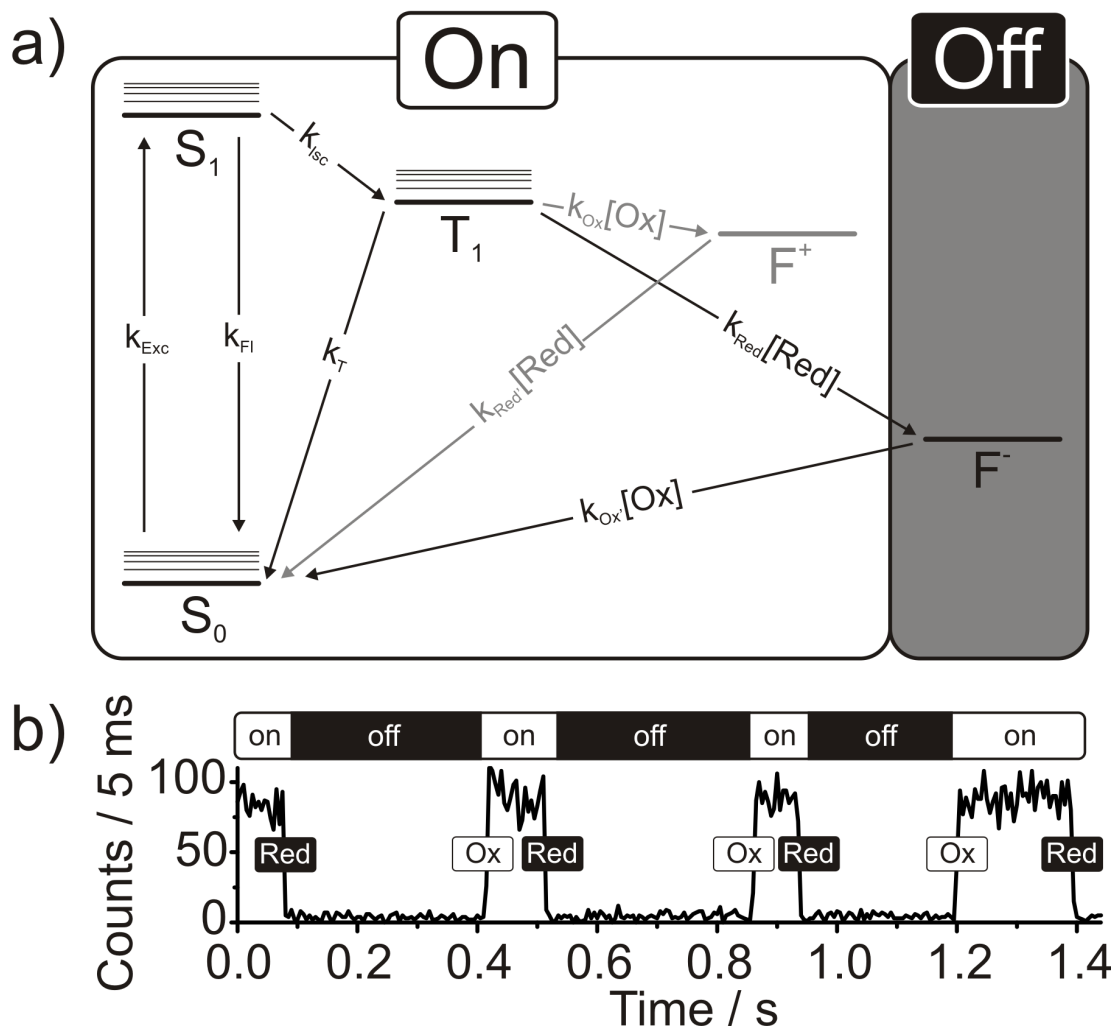 a)
On
Off
S1
kIsc
T1
kOx[Ox]
F+
kExc
kFl
kT
kRed'[Red]
kRed[Red]
F-
kOx'[Ox]
S0
b)
on off on off on off on
Counts / 5 ms
100
50
0
Red Ox Red Ox Red Ox Red
0.0 0.2 0.4 0.6 0.8 1.0 1.2 1.4
Time / s